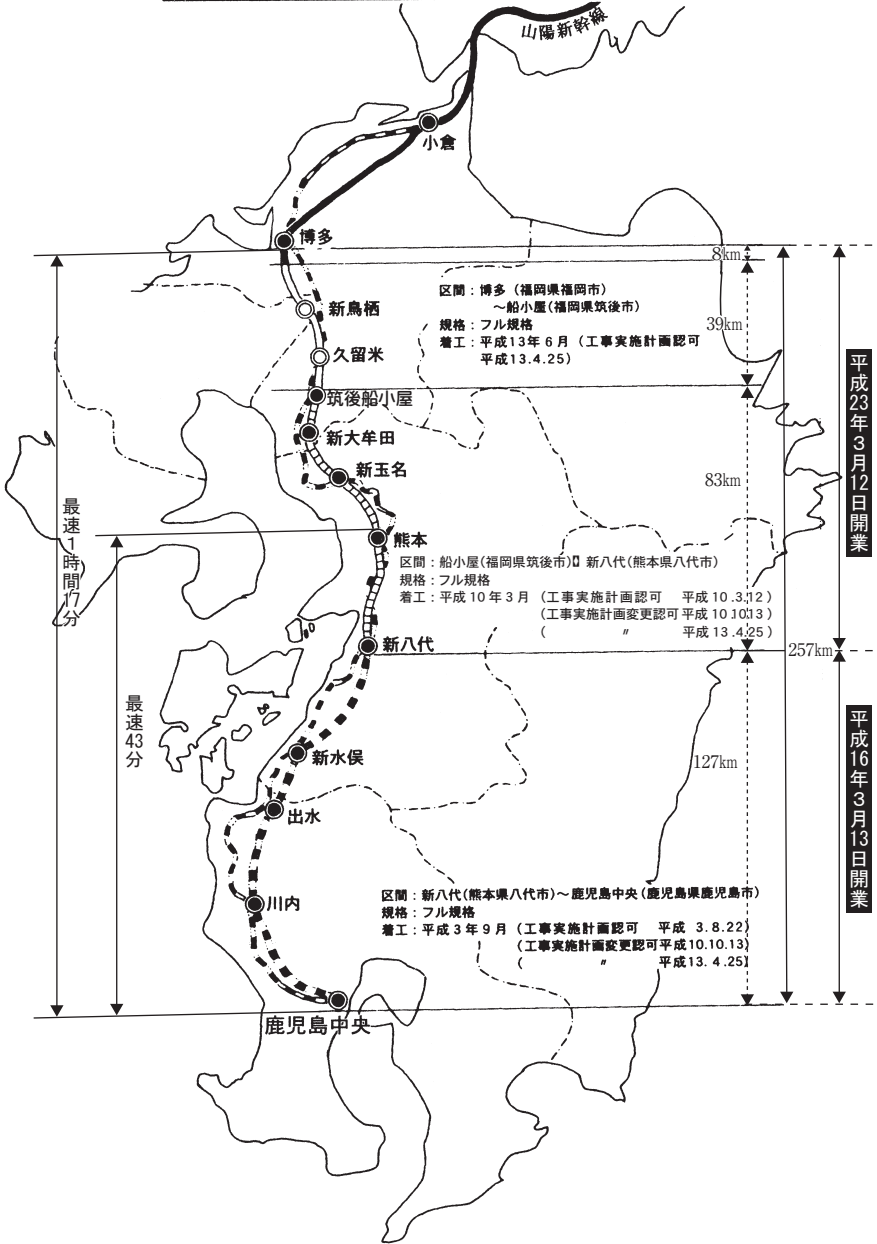 山陽新幹線
小倉
博多
8km
区間：博多（福岡県福岡市）
～船小屋(福岡県筑後市)
規格：フル規格
着工：平成13年６月（工事実施計画認可
平成13.4.25）
新鳥栖
39km
久留米
筑後船小屋
新大牟田
新玉名
83km
平成23年３月12日開業
最速１時間17分
熊本
区間：船小屋(福岡県筑後市) 新八代(熊本県八代市)
規格：フル規格
着工：平成10年３月（工事実施計画認可　平成10.3.12）
（工事実施計画変更認可平成10.10.13）
（　〃　平成13.4.25）
新八代
257km
最速43分
平成16年３月13日開業
新水俣
127km
出水
区間：新八代(熊本県八代市)～鹿児島中央(鹿児島県鹿児島市)
規格：フル規格
着工：平成３年９月（工事実施計画認可　平成 3.8.22)
（工事実施計画変更認可平成10.10.13)
（　〃　平成13.4.25)
川内
鹿児島中央